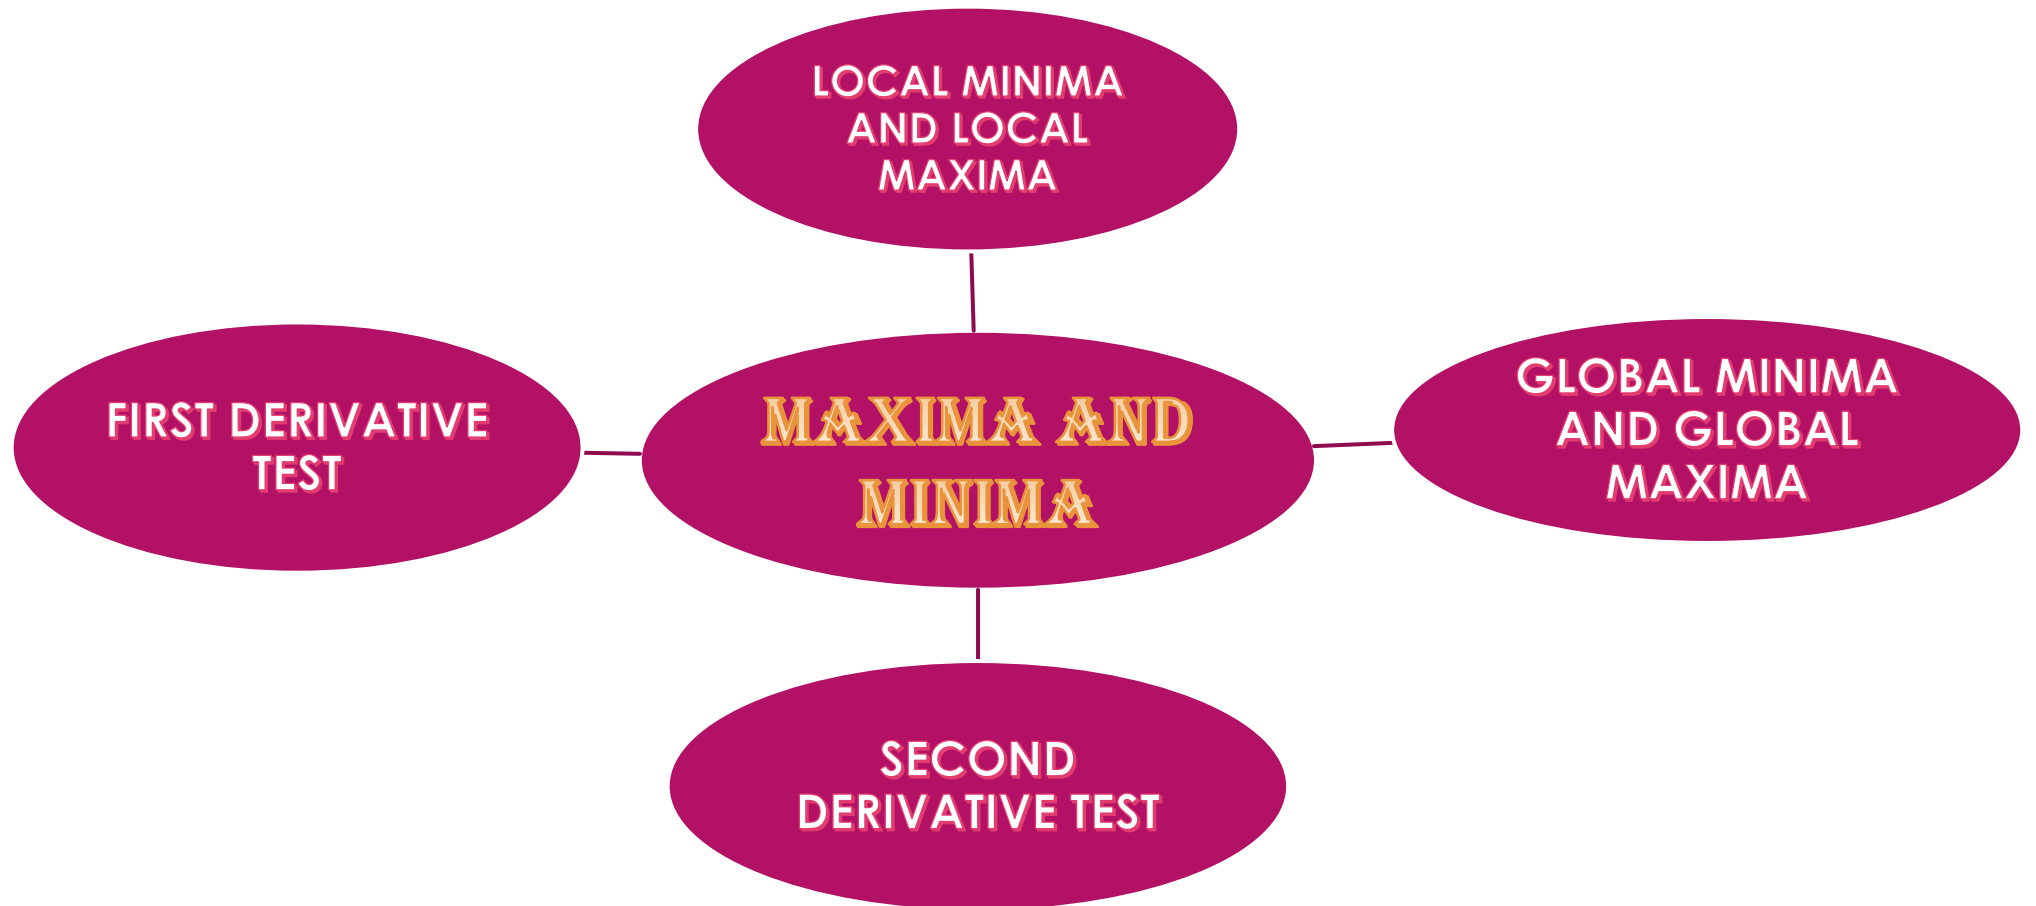 LOCAL MINIMA
AND LOCAL
MAXIMA
FIRST DERIVATIVE
TEST
MAXIMA AND
MINIMA
GLOBAL MINIMA
AND GLOBAL
MAXIMA
SECOND
DERIVATIVE TEST